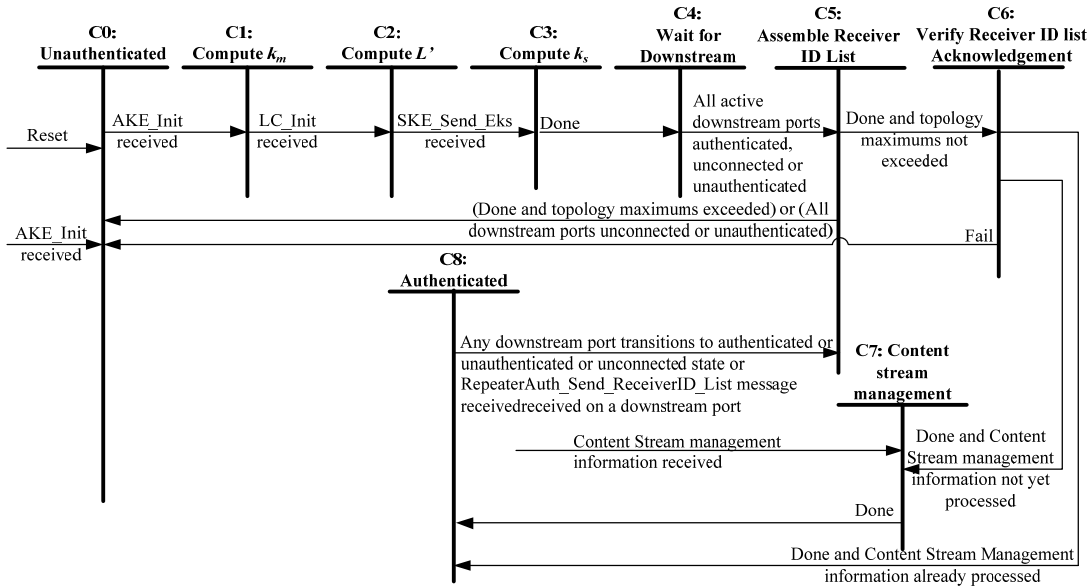 C0:
Unauthenticated
C1:
Compute km
C2:
Compute L’
C3:
Compute ks
C4:
Wait for
Downstream
C5:
Assemble Receiver
ID List
C6:
Verify Receiver ID list
Acknowledgement
Reset
AKE_Init
received
LC_Init
received
SKE_Send_Eks
received
Done
All active
downstream ports
authenticated,
unconnected or
unauthenticated
Done and topology
maximums not
exceeded
(Done and topology maximums exceeded) or (All
downstream ports unconnected or unauthenticated)
AKE_Init
received
Fail
C8:
Authenticated
Any downstream port transitions to authenticated or
unauthenticated or unconnected state or
RepeaterAuth_Send_ReceiverID_List message
receivedreceived on a downstream port
C7: Content
stream
management
Content Stream management
information received
Done and Content
Stream management
information not yet
processed
Done
Done and Content Stream Management
information already processed